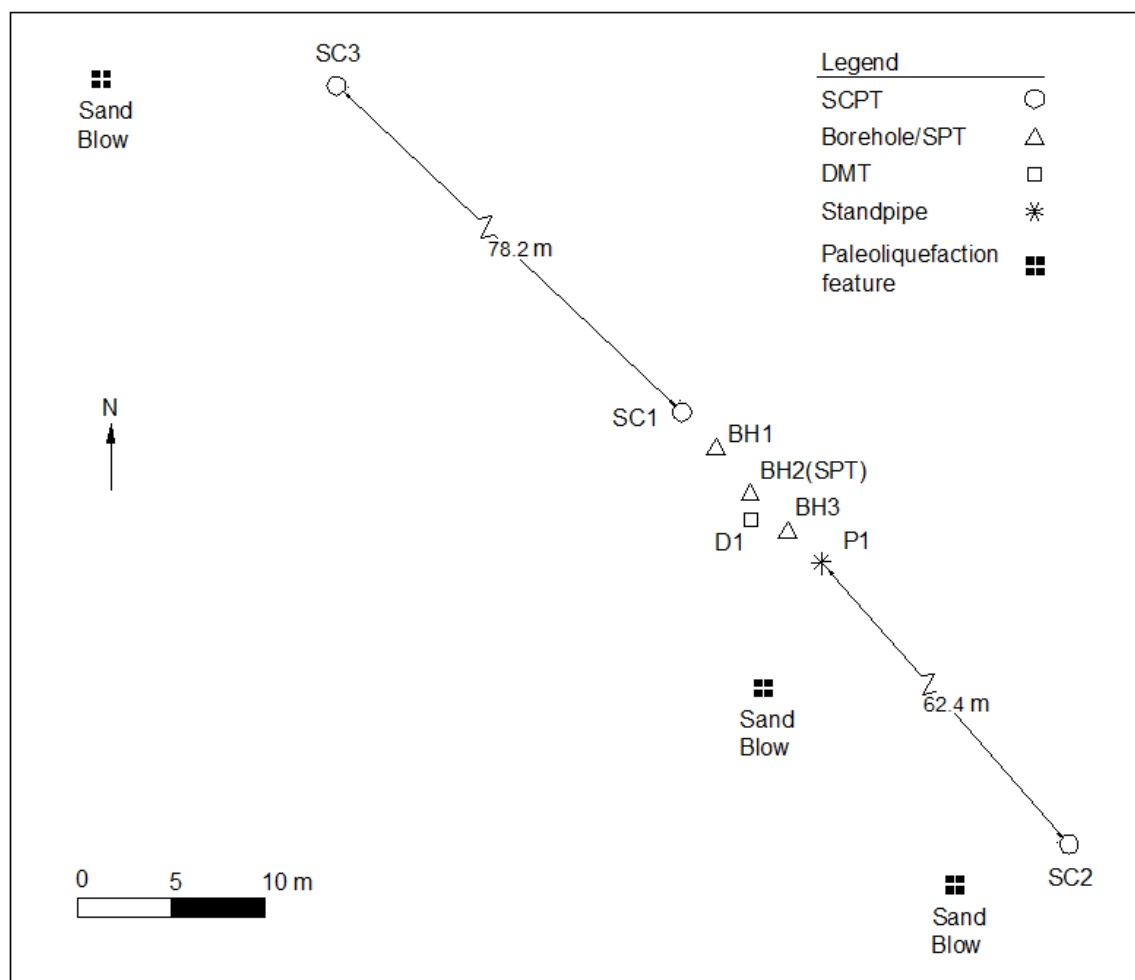 SC3
Sand
Blow
Legend
SCPT
Borehole/SPT
DMT
Standpipe
Paleoliquefaction
feature
78.2 m
N
SC1
BH1
BH2(SPT)
BH3
D1
P1
Sand
Blow
62.4 m
SC2
Sand
Blow
0 5 10 m